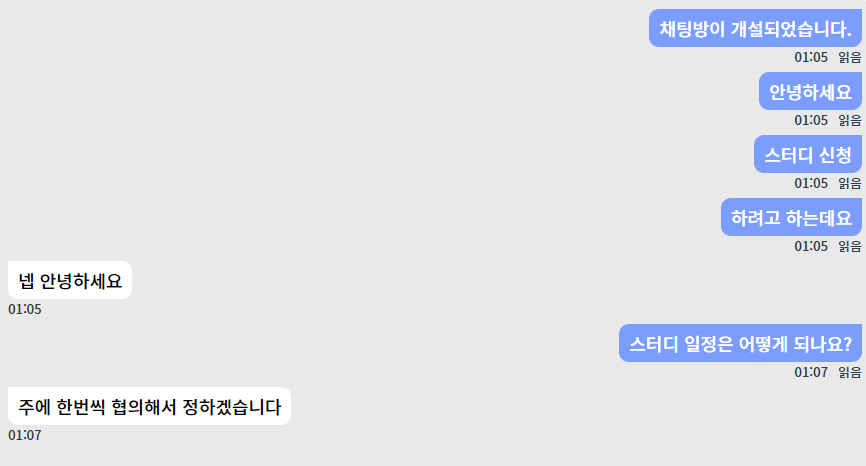 채팅방이 개설되었습니다.
01:05 읽음
안녕하세요
01:05 읽음
스터디 신청
01:05 읽음
하려고 하는데요
01:05 읽음
넵 안녕하세요
01:05
스터디 일정은 어떻게 되나요?
01:07 읽음
주에 한번씩 협의해서 정하겠습니다
01:07